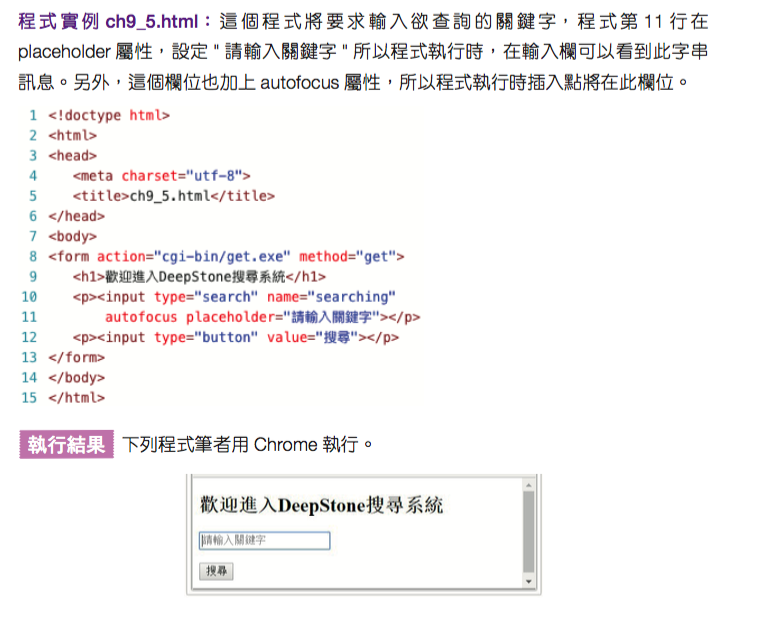 程式實例 ch9_5.html：這個程式將要求輸入欲查詢的關鍵字，程式第 11 行在
placeholder 屬性，設定 " 請輸入關鍵字 " 所以程式執行時，在輸入欄可以看到此字串
訊息。另外，這個欄位也加上 autofocus 屬性，所以程式執行時插入點將在此欄位。
1 <!doctype html>
2 <html>
3 <head>
4 <meta charset="utf-8">
5 <title>ch9_5.html</title>
6 </head>
7 <body>
8 <form action="cgi-bin/get.exe" method="get">
9 <h1>歡迎進入DeepStone搜尋系統</h1>
10 <p><input type="search" name="searching"
11 autofocus placeholder="請輸入關鍵字"></p>
12 <p><input type="button" value="搜尋"></p>
13 </form>
14 </body>
15 </html>
執行結果 下列程式筆者用 Chrome 執行。
歡迎進入DeepStone搜尋系統
請輸入關鍵字
搜尋